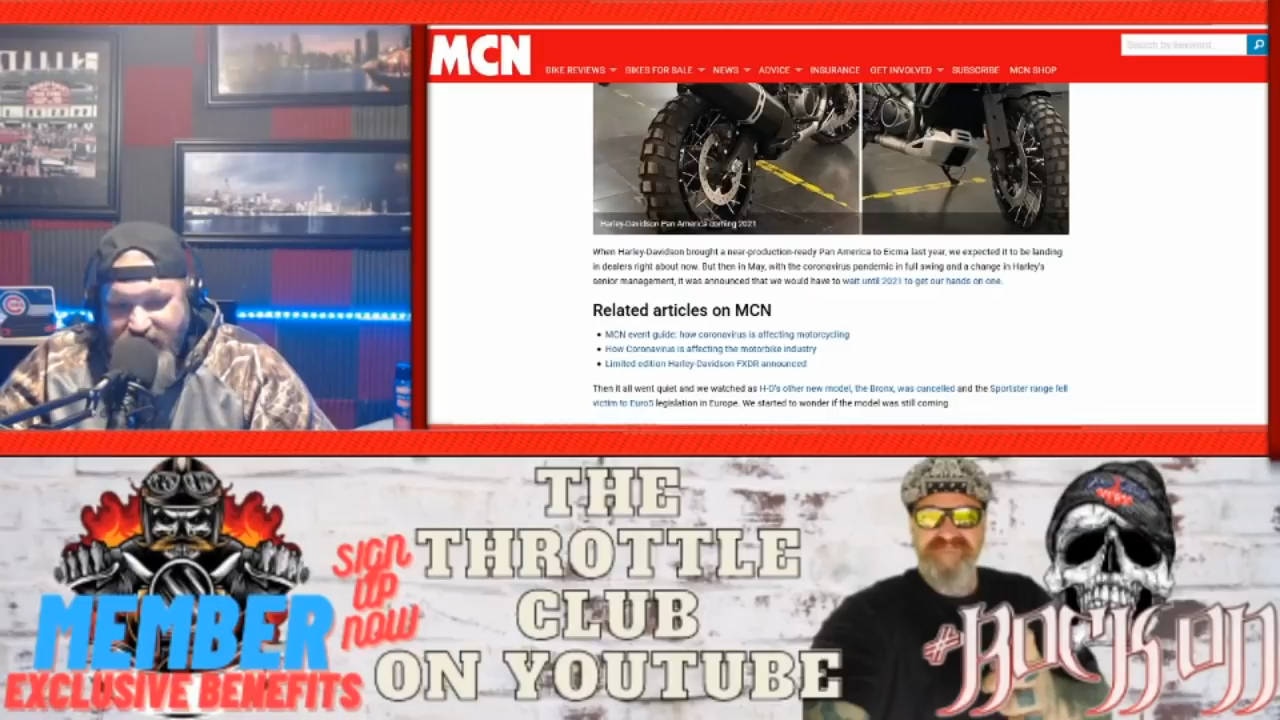 MCN
Search by keyword
BIKE REVIEWS BIKES FOR SALE NEWS ADVICE INSURANCE GET INVOLVED SUBSCRIBE MCN SHOP
Harley-Davidson Pan America coming 2021
When Harley-Davidson brought a near-production-ready Pan America to Eicma last year, we expected it to be landing
in dealers right about now. But then in May, with the coronavirus pandemic in full swing and a change in Harley's
senior management, it was announced that we would have to wait until 2021 to get our hands on one.
Related articles on MCN
MCN event guide: how coronavirus is affecting motorcycling
How Coronavirus is affecting the motorbike industry
Limited edition Harley-Davidson FXDR announced
Then it all went quiet and we watched as H-D's other new model, the Bronx, was cancelled and the Sportster range fell
victim to Euro5 legislation in Europe. We started to wonder if the model was still coming
sign
up
now
MEMBER
EXCLUSIVE BENEFITS
THE
THROTTLE
CLUB
ON YOUTUBE
#Rock on